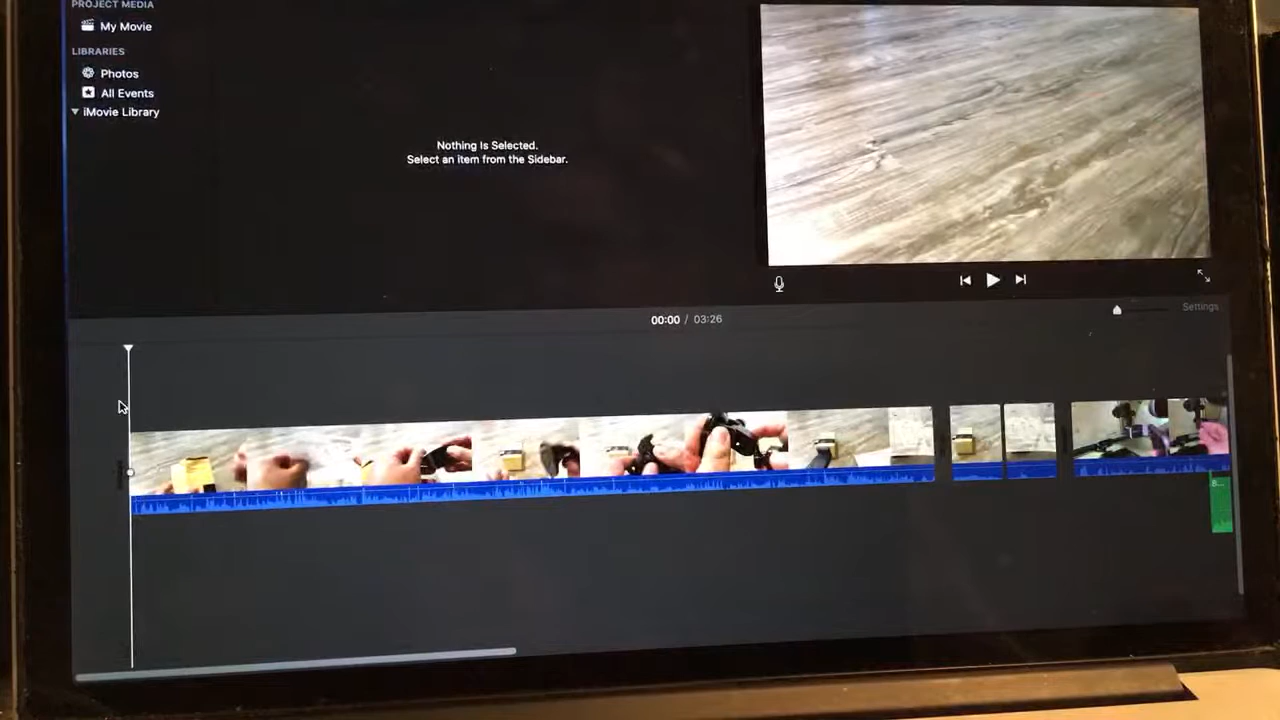 PROJECT MEDIA
My Movie
LIBRARIES
Photos
All Events
iMovie Library
Nothing Is Selected.
Select an item from the Sidebar.
00:00 / 03:26
Settings
8...